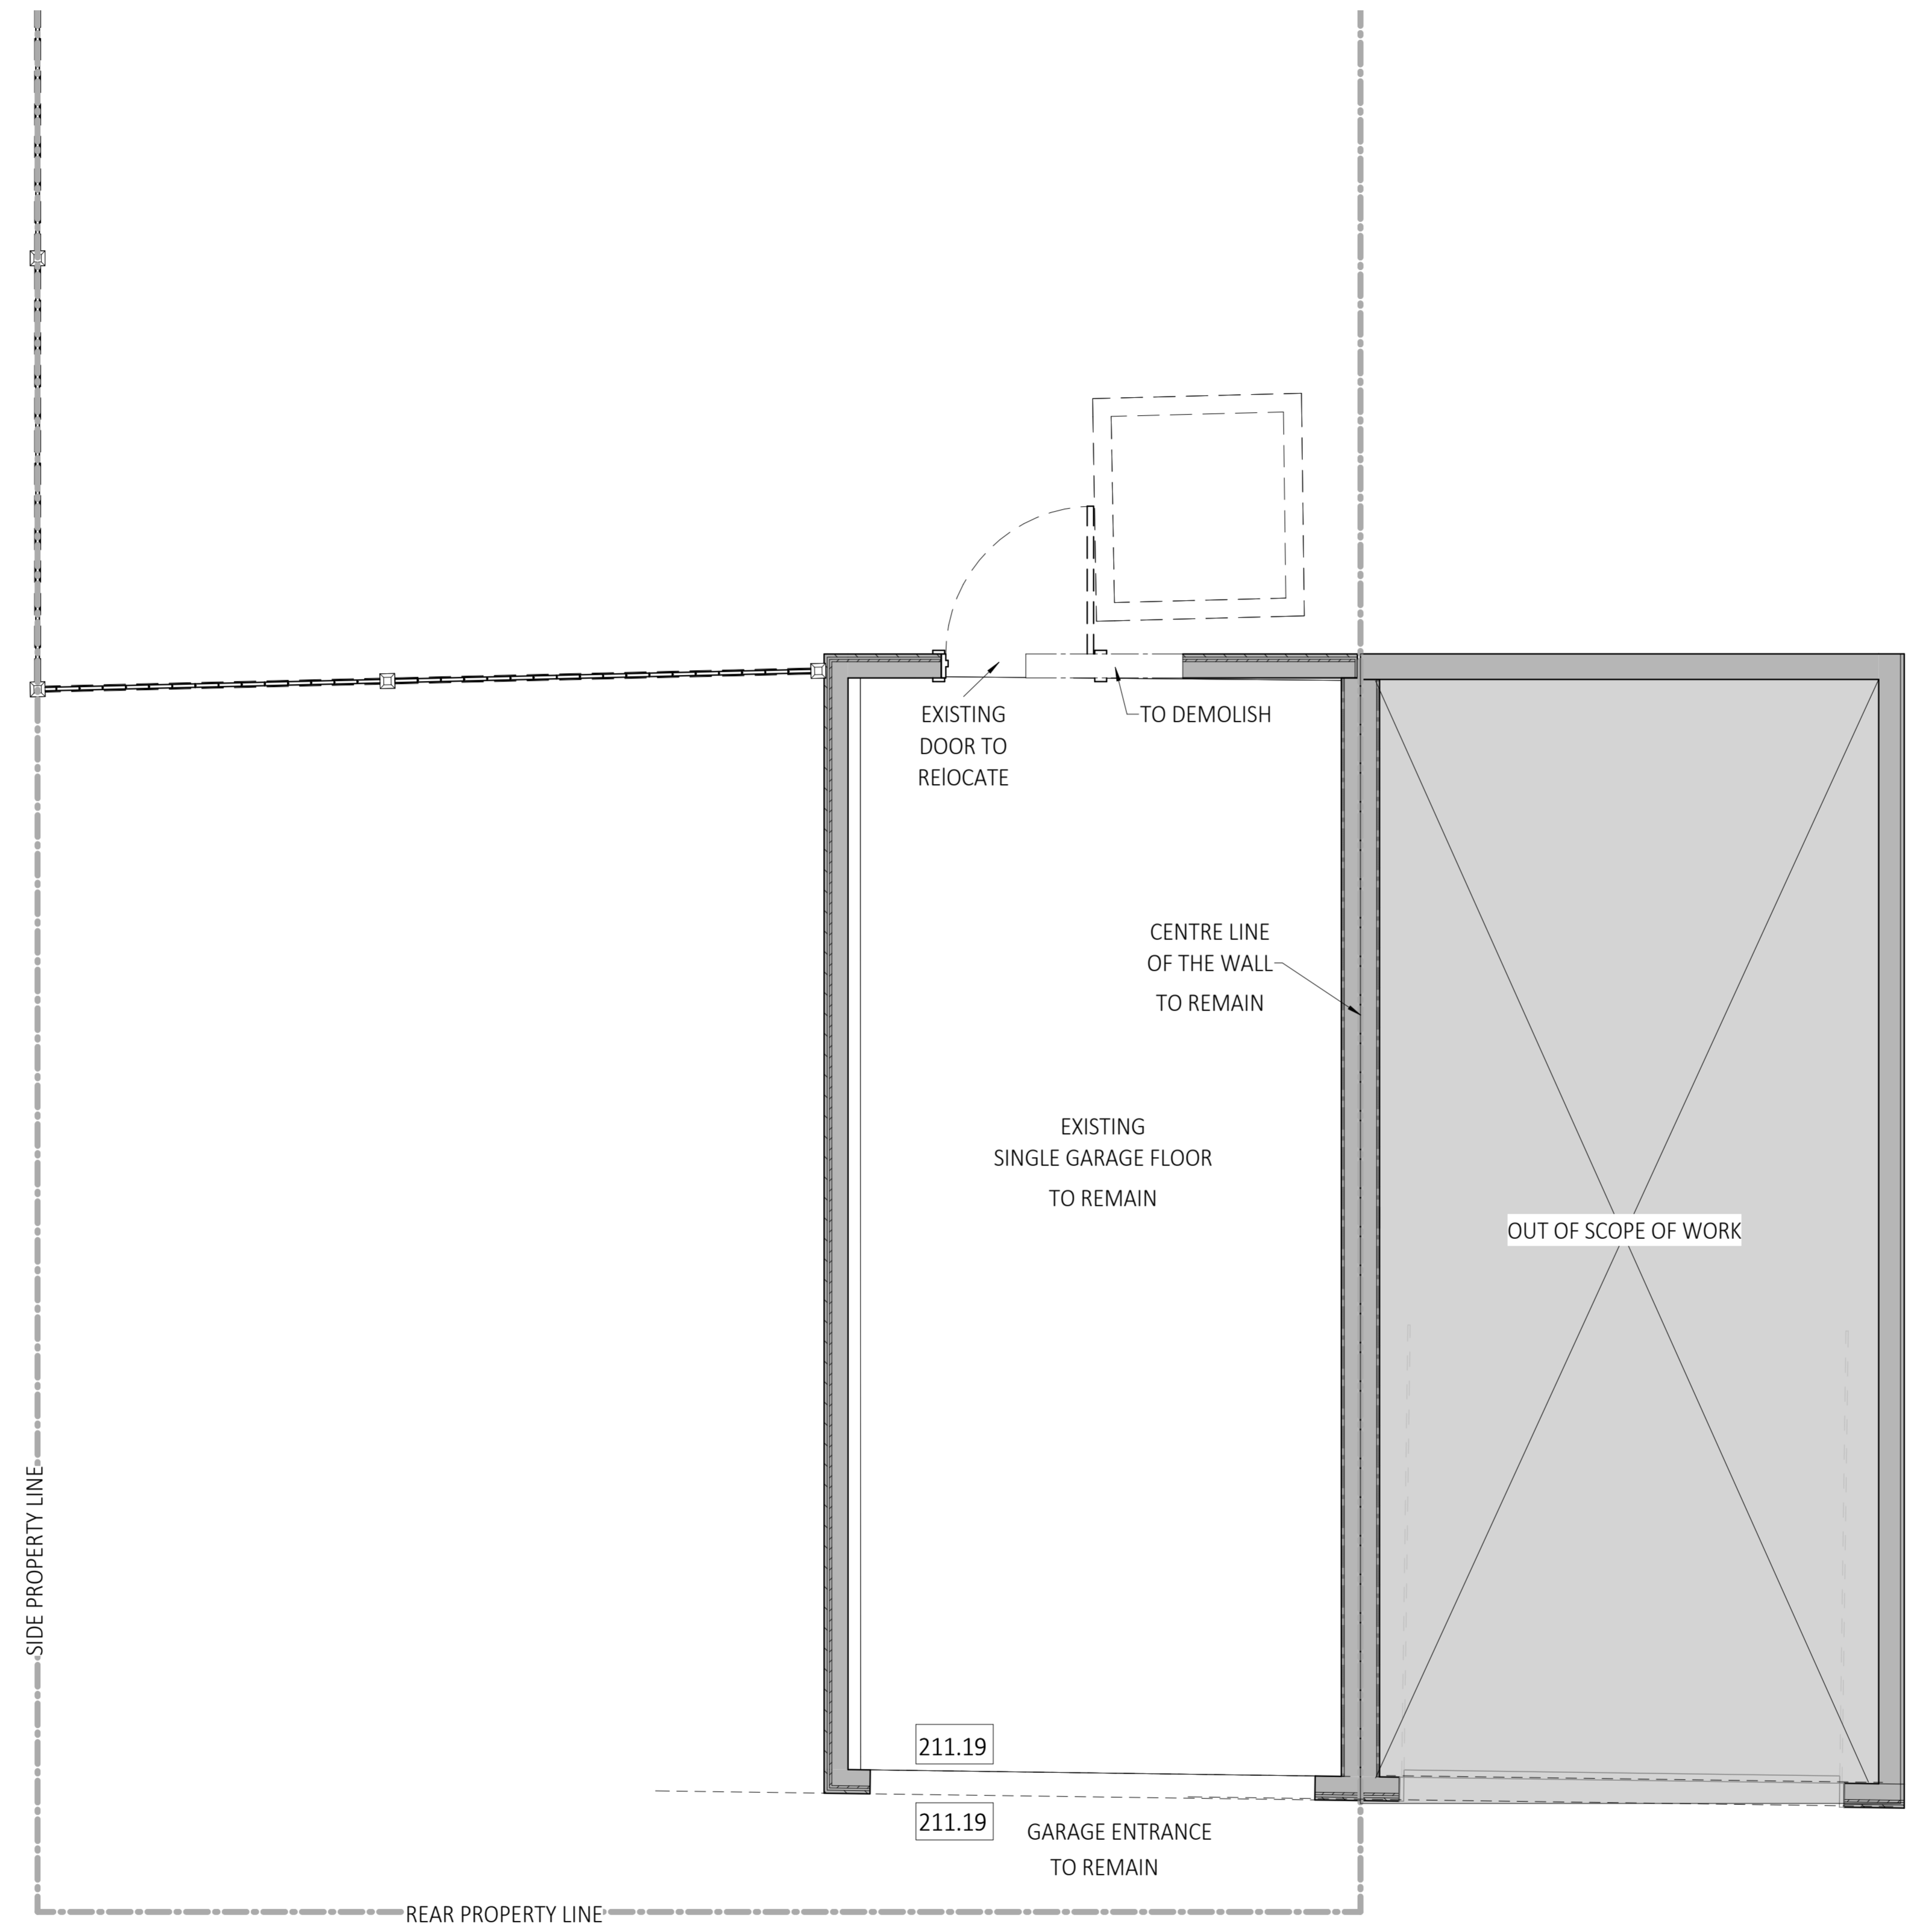 EXISTING
DOOR TO
RElOCATE
TO DEMOLISH
CENTRE LINE
OF THE WALL
TO REMAIN
EXISTING
SINGLE GARAGE FLOOR
TO REMAIN
OUT OF SCOPE OF WORK
SIDE PROPERTY LINE
211.19
211.19
GARAGE ENTRANCE
TO REMAIN
REAR PROPERTY LINE